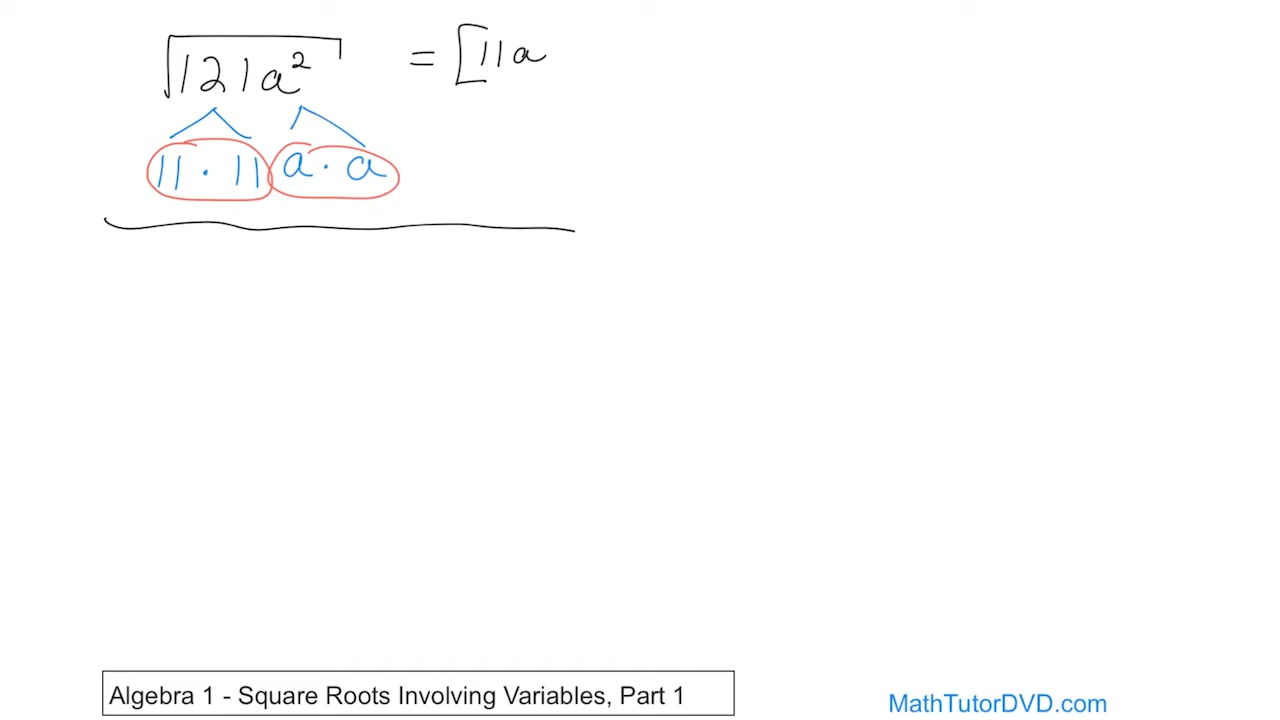 √121a² = [11a
11 · 11 a · a
Algebra 1 - Square Roots Involving Variables, Part 1
MathTutorDVD.com